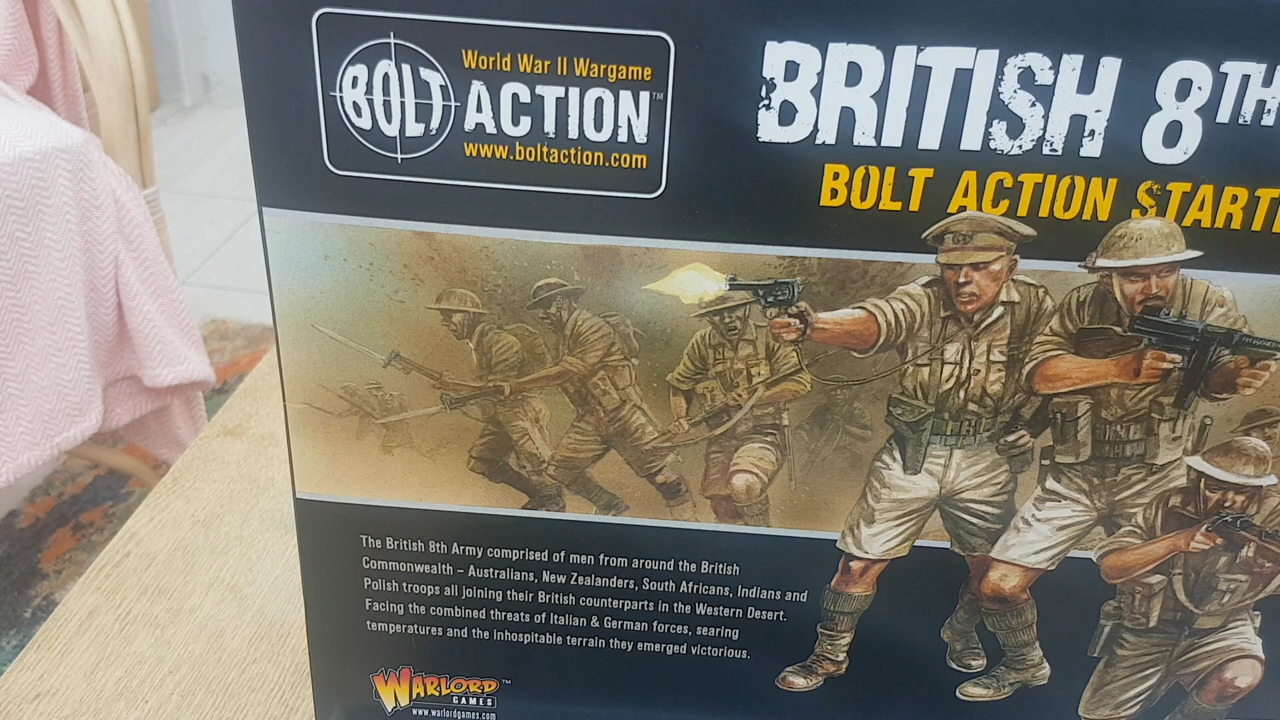 World War II Wargame
BOLT ACTION™
www.boltaction.com
BRITISH 8TH
BOLT ACTION
The British 8th Army comprised of men from around the British
Commonwealth – Australians, New Zealanders, South Africans, Indians and
Polish troops all joining their British counterparts in the Western Desert.
Facing the combined threats of Italian & German forces, searing
temperatures and the inhospitable terrain they emerged victorious.
WARLORD™
GAMES
www.warlordgames.com